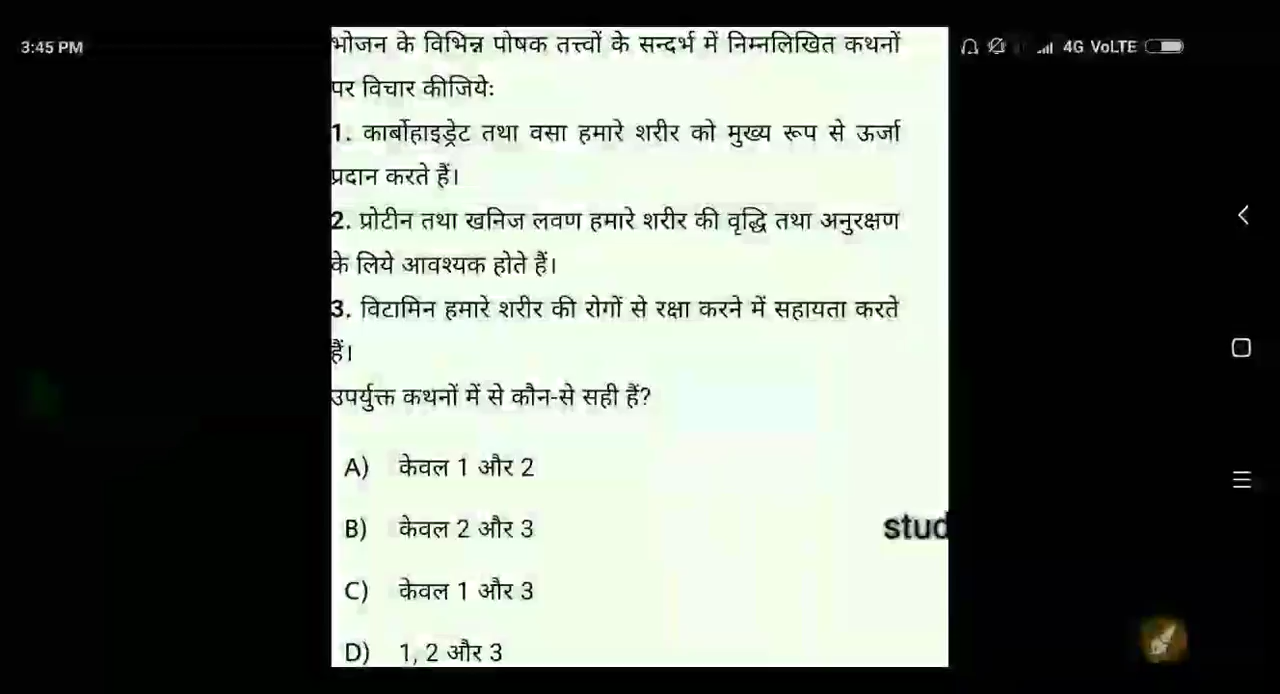 3:45 PM
4G VoLTE
भोजन के विभिन्न पोषक तत्त्वों के सन्दर्भ में निम्नलिखित कथनों
पर विचार कीजिये:
1. कार्बोहाइड्रेट तथा वसा हमारे शरीर को मुख्य रूप से ऊर्जा
प्रदान करते हैं।
2. प्रोटीन तथा खनिज लवण हमारे शरीर की वृद्धि तथा अनुरक्षण
के लिये आवश्यक होते हैं।
3. विटामिन हमारे शरीर की रोगों से रक्षा करने में सहायता करते
हैं।
उपर्युक्त कथनों में से कौन-से सही हैं?
A) केवल 1 और 2
B) केवल 2 और 3
stud
C) केवल 1 और 3
D) 1, 2 और 3